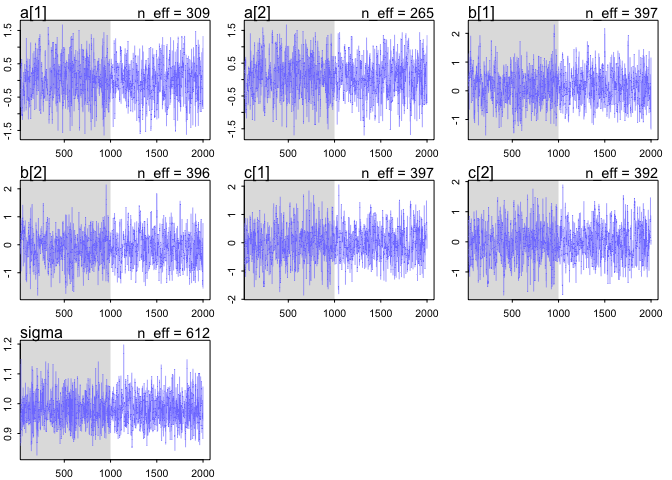 a[1] n_eff = 309
a[2] n_eff = 265
b[1] n_eff = 397
1.5
0.5
-0.5
-1.5
500 1000 1500 2000
1.5
0.5
-0.5
-1.5
500 1000 1500 2000
2
1
0
-1
500 1000 1500 2000
b[2] n_eff = 396
c[1] n_eff = 397
c[2] n_eff = 392
2
1
0
-1
500 1000 1500 2000
2
1
0
-1
-2
500 1000 1500 2000
2
1
0
-1
500 1000 1500 2000
sigma n_eff = 612
1.2
1.1
1.0
0.9
500 1000 1500 2000